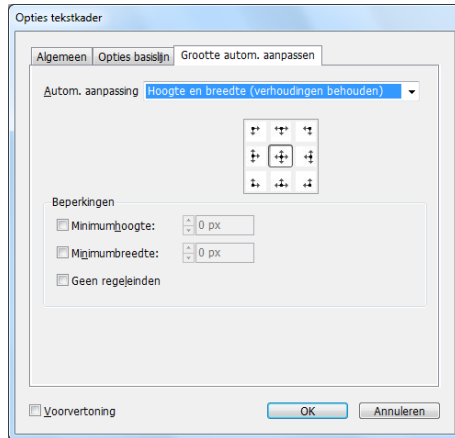 Opties tekstkader
Algemeen Opties basislijn Grootte autom. aanpassen
Autom. aanpassing Hoogte en breedte (verhoudingen behouden)
Beperkingen
Minimumhoogte: 0 px
Minimumbreedte: 0 px
Geen regeleinden
Voorvertoning OK Annuleren